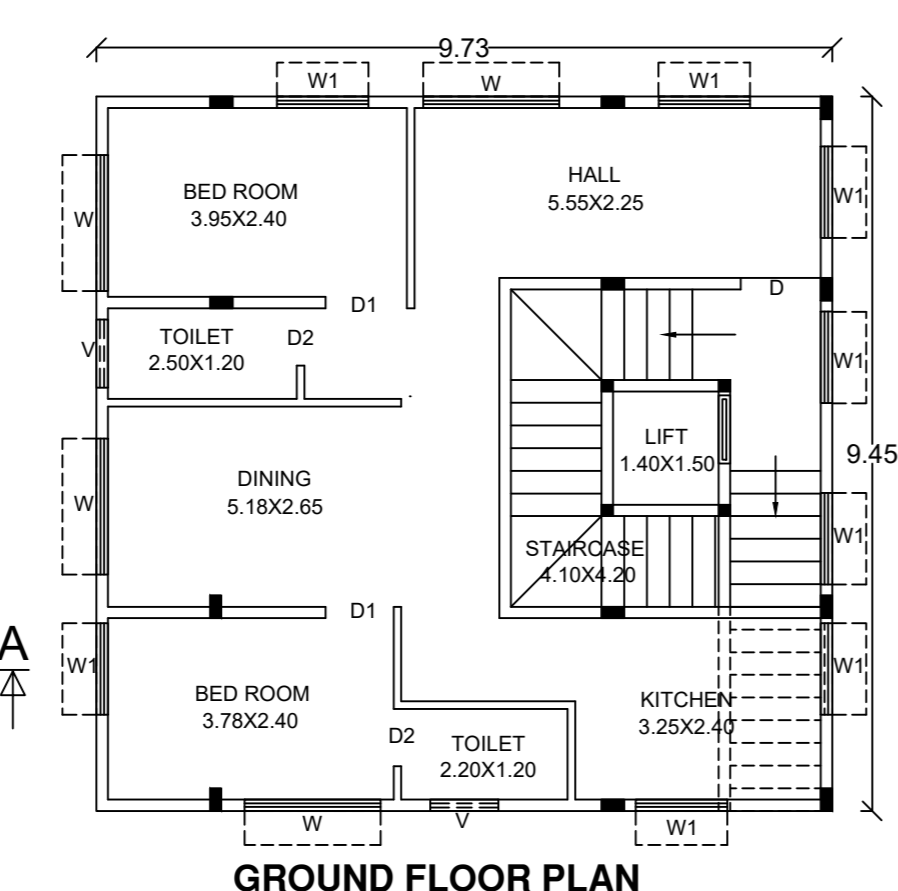 9.73
W1
W
W1
BED ROOM
3.95X2.40
HALL
5.55X2.25
W
W1
D1
D
TOILET
2.50X1.20
D2
V
W1
LIFT
1.40X1.50
9.45
DINING
5.18X2.65
W
W1
STAIRCASE
4.10X4.20
D1
A
W1
W1
BED ROOM
3.78X2.40
KITCHEN
3.25X2.40
D2
TOILET
2.20X1.20
W
V
W1
GROUND FLOOR PLAN